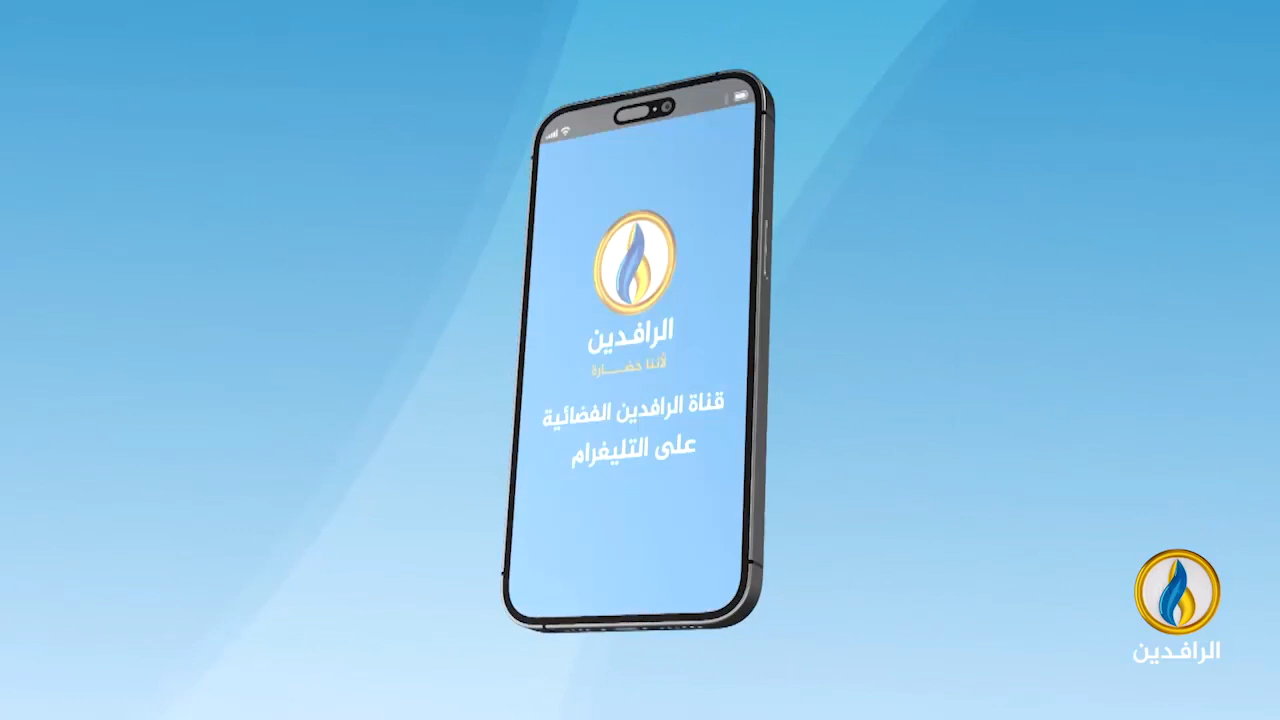 الرافدين
لأننا حضارة
قناة الرافدين الفضائية
على التليغرام
الرافدين